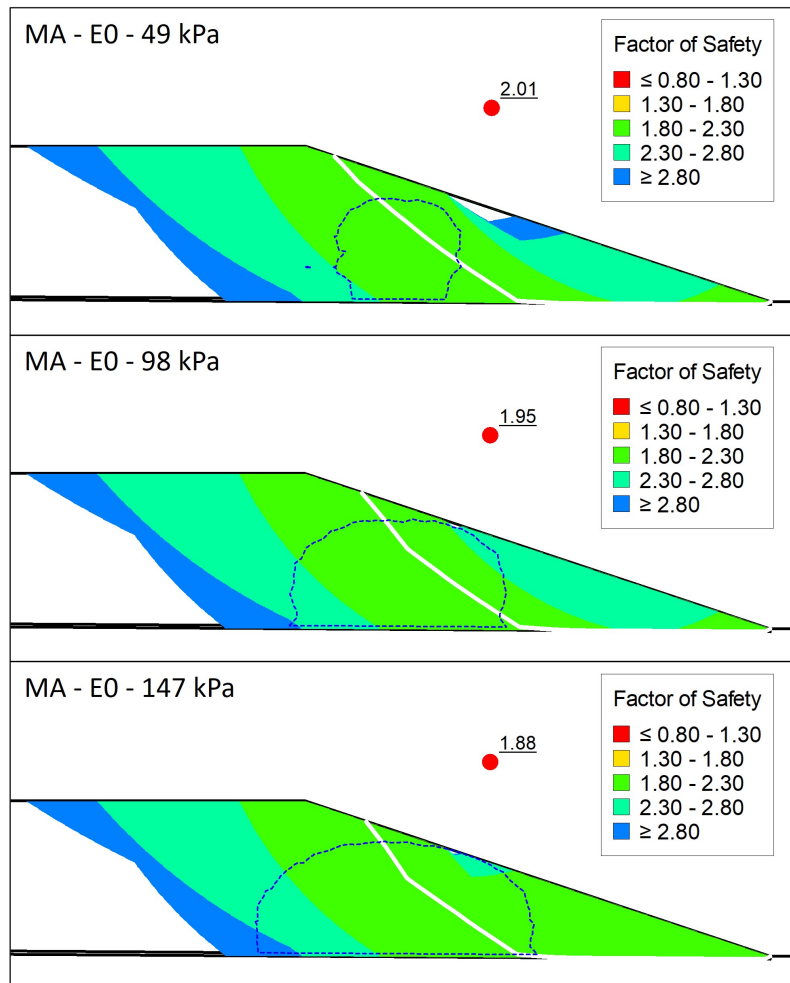 MA - E0 - 49 kPa
Factor of Safety
≤ 0.80 - 1.30
1.30 - 1.80
1.80 - 2.30
2.30 - 2.80
≥ 2.80
2.01
MA - E0 - 98 kPa
Factor of Safety
≤ 0.80 - 1.30
1.30 - 1.80
1.80 - 2.30
2.30 - 2.80
≥ 2.80
1.95
MA - E0 - 147 kPa
Factor of Safety
≤ 0.80 - 1.30
1.30 - 1.80
1.80 - 2.30
2.30 - 2.80
≥ 2.80
1.88